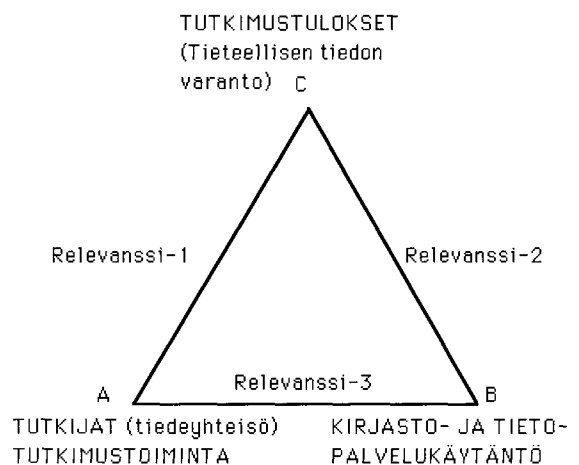 TUTKIMUSTULOKSET
(Tieteellisen tiedon
varanto) C
Relevanssi-1
Relevanssi-2
Relevanssi-3
A
B
TUTKIJAT (tiedeyhteisö)
TUTKIMUSTOIMINTA
KIRJASTO- JA TIETO-
PALVELUKÄYTÄNTÖ